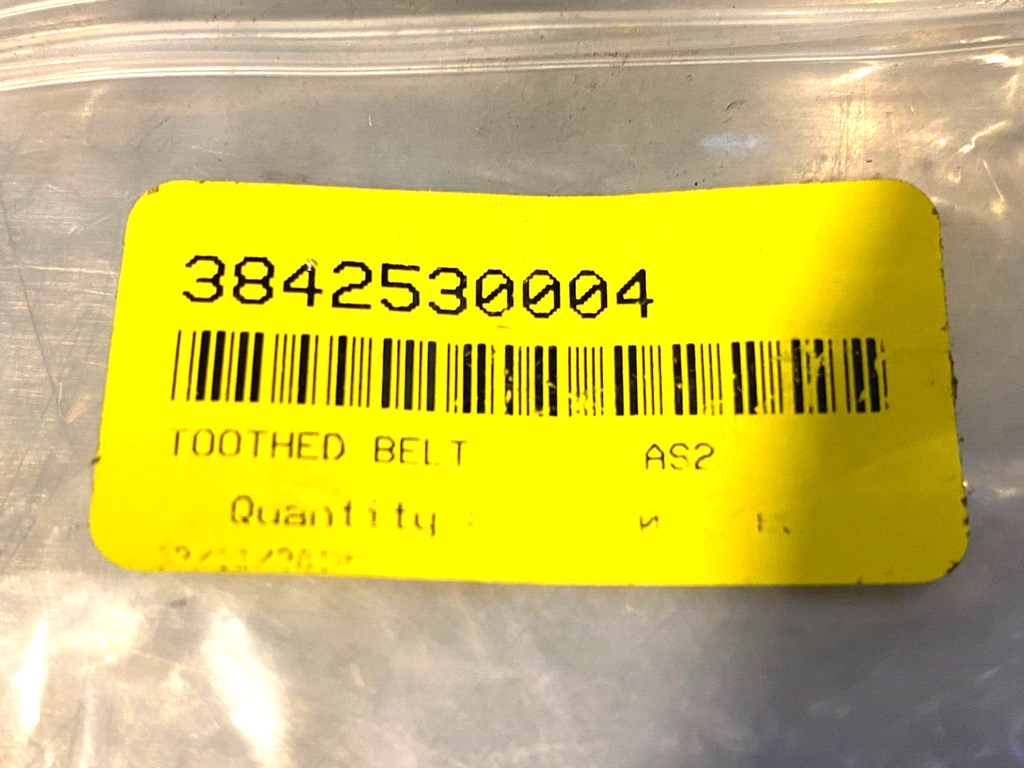 3842530004
TOOTHED BELT AS2
Quantity :